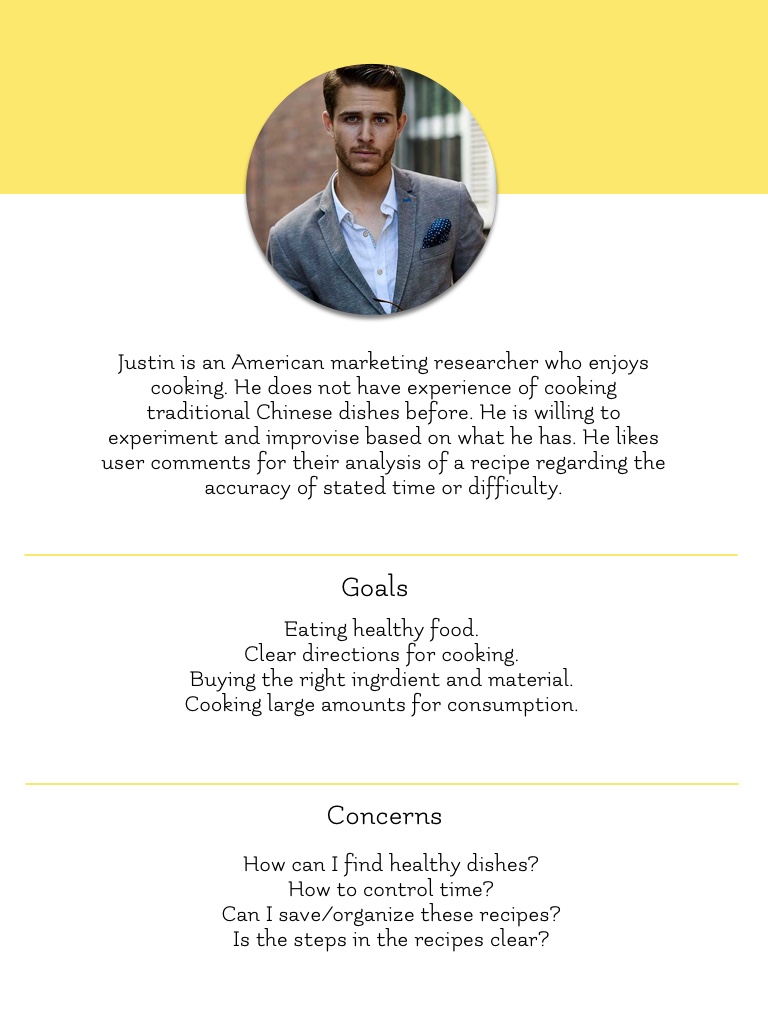 Justin is an American marketing researcher who enjoys
cooking. He does not have experience of cooking
traditional Chinese dishes before. He is willing to
experiment and improvise based on what he has. He likes
user comments for their analysis of a recipe regarding the
accuracy of stated time or difficulty.
Goals
Eating healthy food.
Clear directions for cooking.
Buying the right ingrdient and material.
Cooking large amounts for consumption.
Concerns
How can I find healthy dishes?
How to control time?
Can I save/organize these recipes?
Is the steps in the recipes clear?